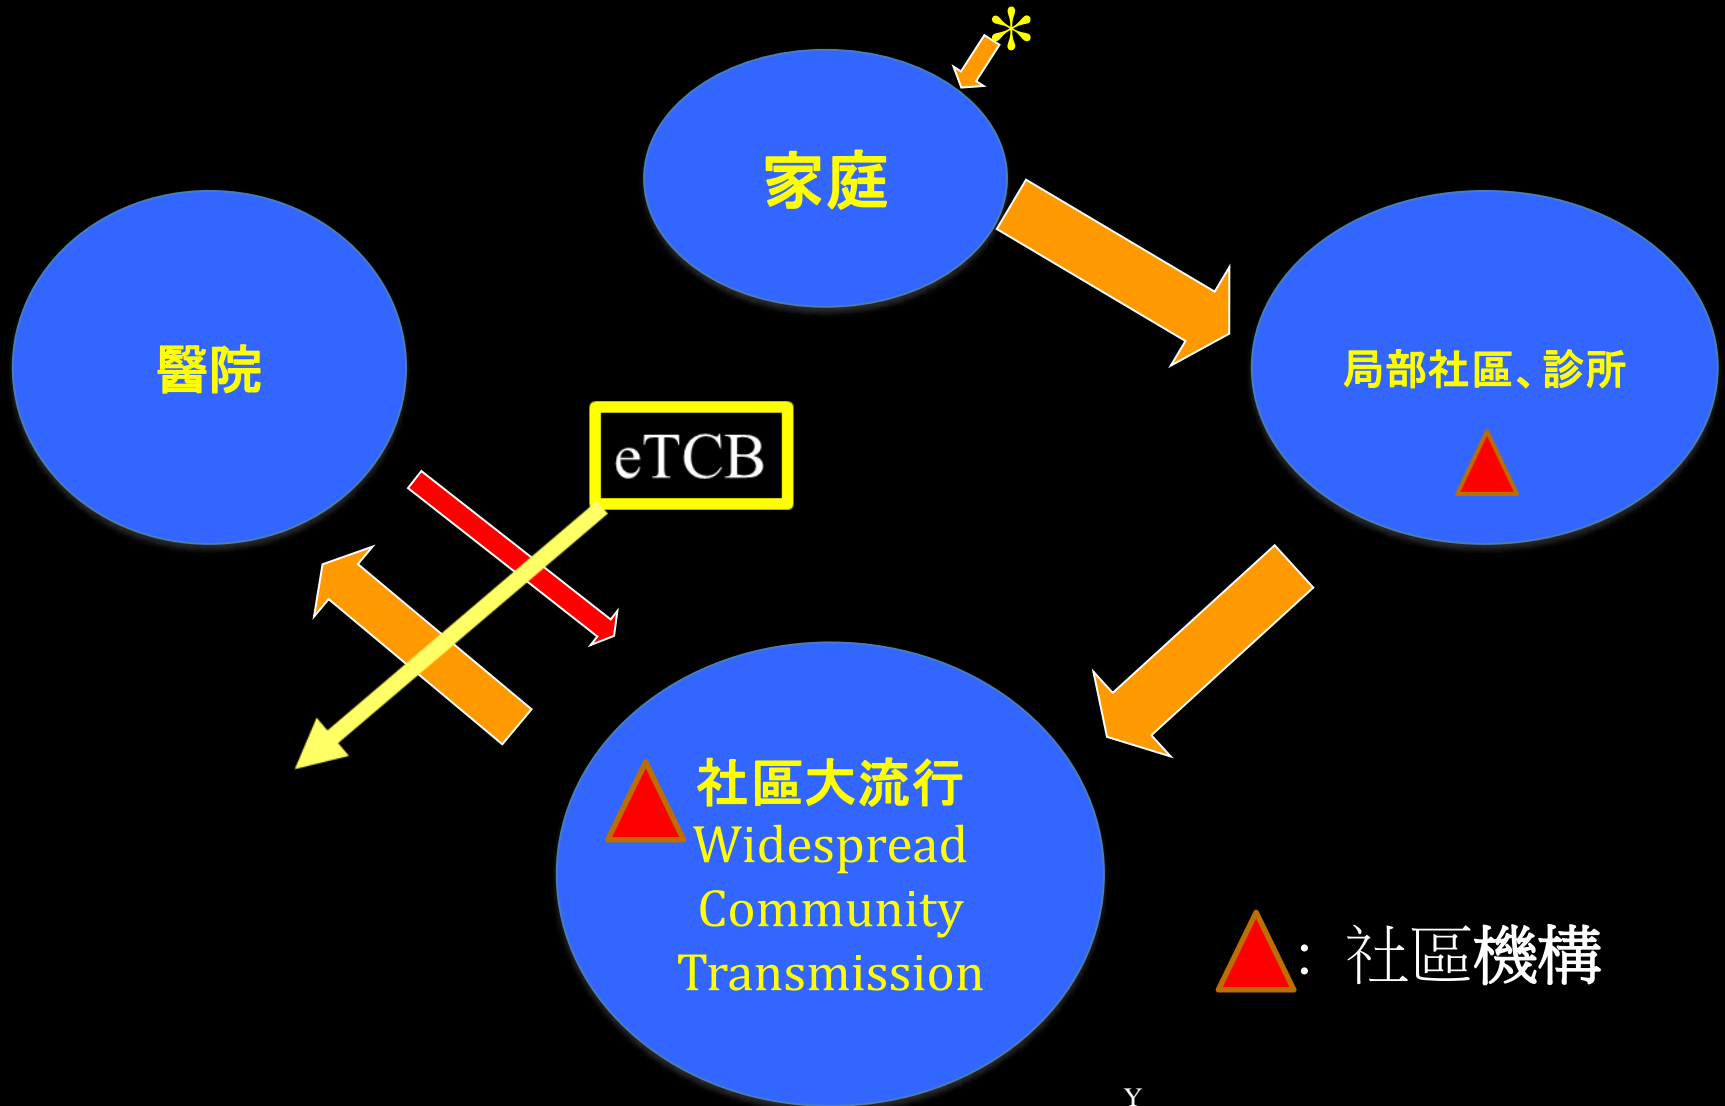 *
家庭
醫院
局部社區、診所
eTCB
社區大流行
Widespread
Community
Transmission
: 社區機構
Y